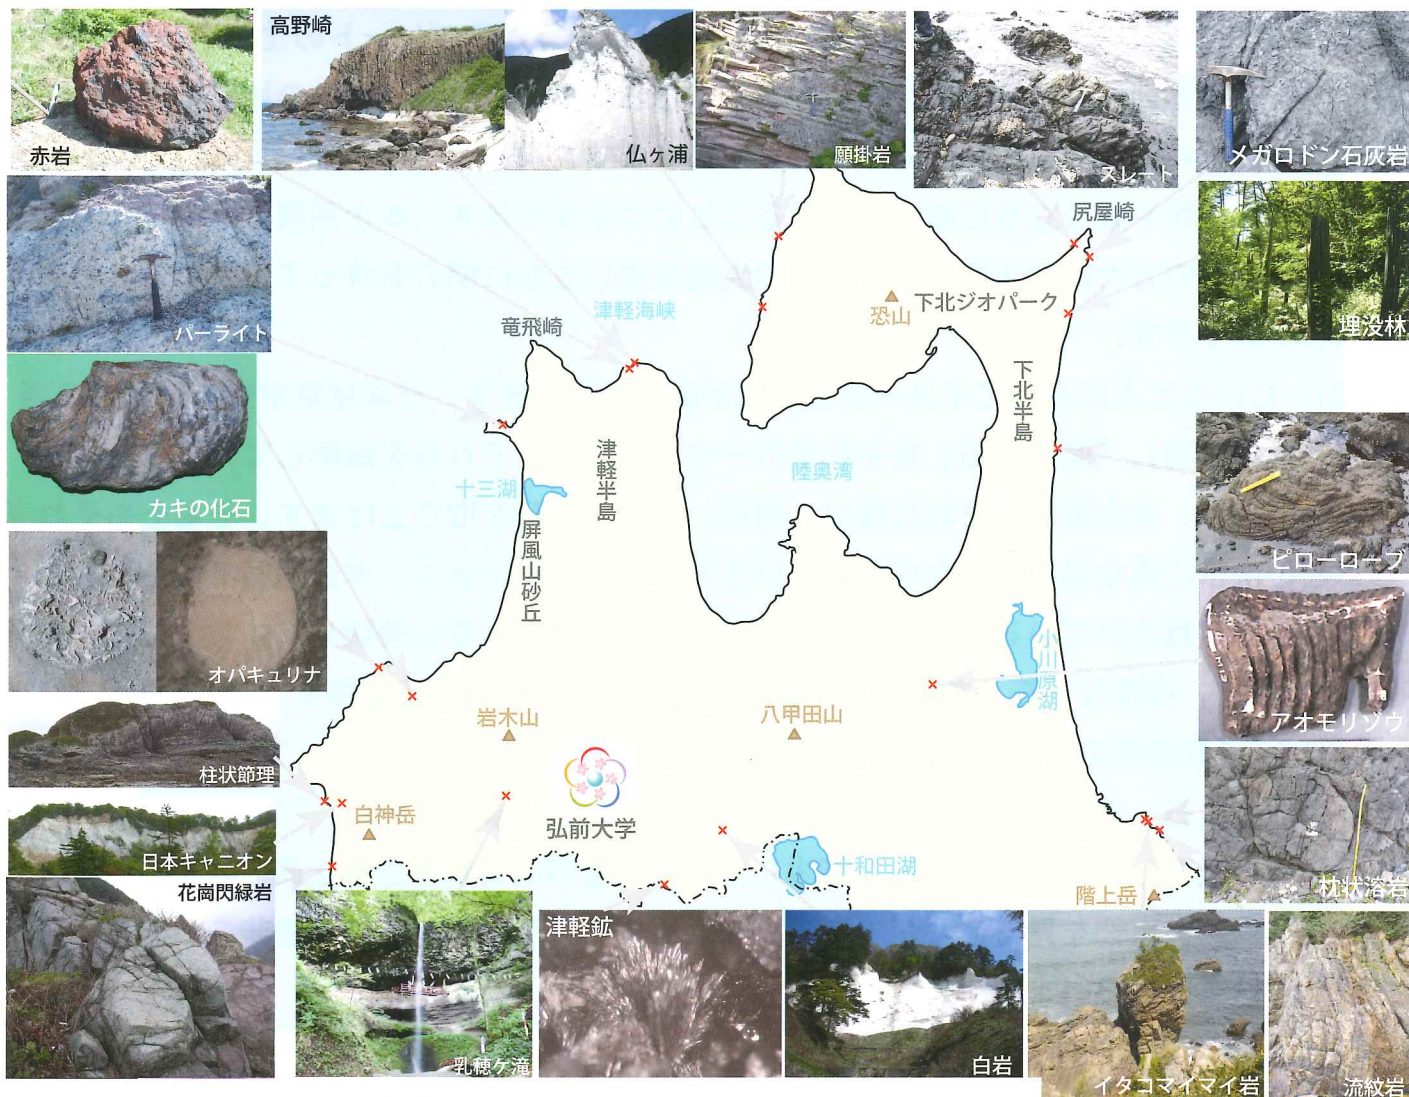 赤岩
高野崎
仏ヶ浦
願掛岩
スレート
メガロドン石灰岩
パーライト
埋没林
尻屋崎
津軽海峡
竜飛崎
恐山
下北ジオパーク
下北半島
カキの化石
十三湖
津軽半島
陸奥湾
屏風山砂丘
ピローローブ
オパキュリナ
小川原湖
アオモリゾウ
岩木山
八甲田山
柱状節理
白神岳
弘前大学
日本キャニオン
十和田湖
階上岳
枕状溶岩
花崗閃緑岩
乳穂ケ滝
津軽鉱
白岩
イタコマイマイ岩
流紋岩